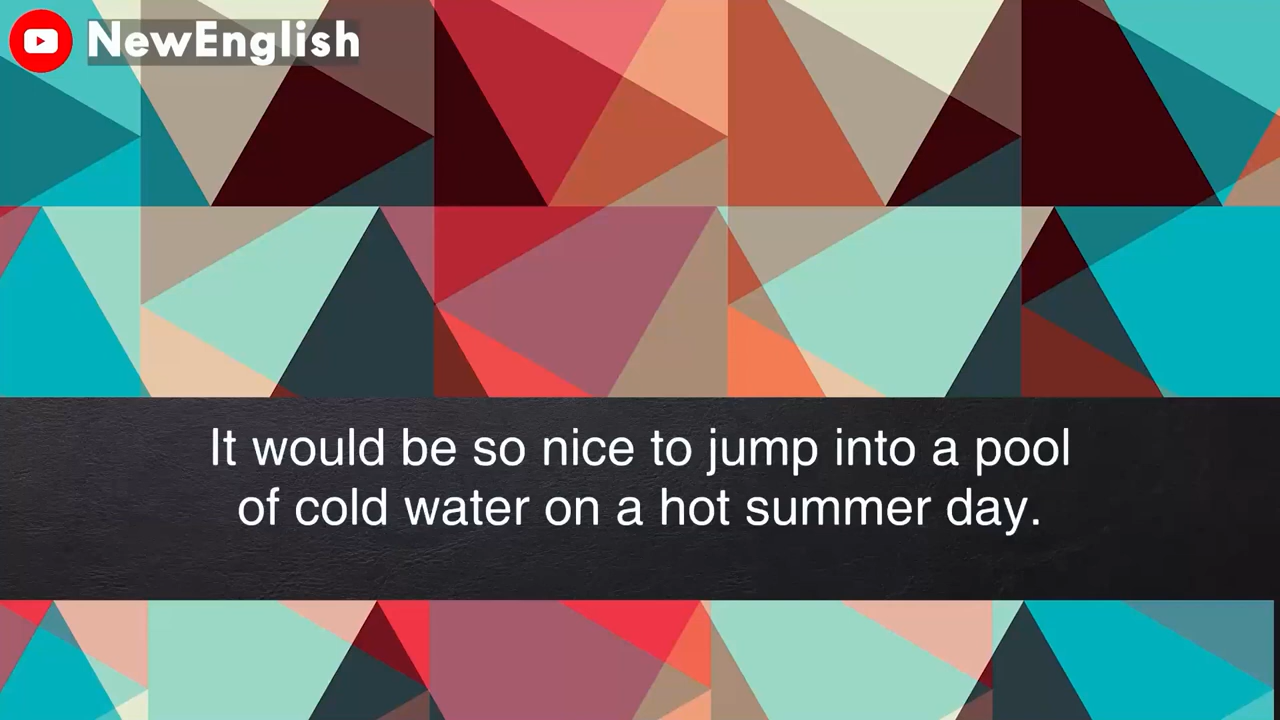 NewEnglish
It would be so nice to jump into a pool
of cold water on a hot summer day.